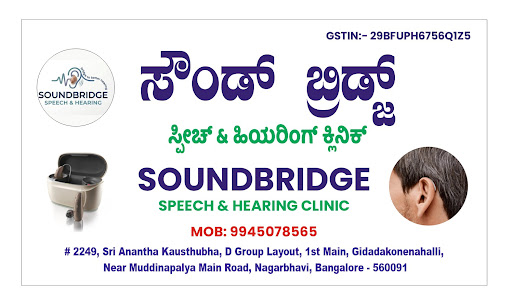 GSTIN:- 29BFUPH6756Q1Z5
SOUNDBRIDGE
SPEECH & HEARING
ಸೌಂಡ್ ಬ್ರಿಡ್ಜ್
ಸ್ಪೀಚ್ & ಹಿಯರಿಂಗ್ ಕ್ಲಿನಿಕ್
SOUNDBRIDGE
SPEECH & HEARING CLINIC
MOB: 9945078565
# 2249, Sri Anantha Kausthubha, D Group Layout, 1st Main, Gidadakonenahalli,
Near Muddinapalya Main Road, Nagarbhavi, Bangalore - 560091